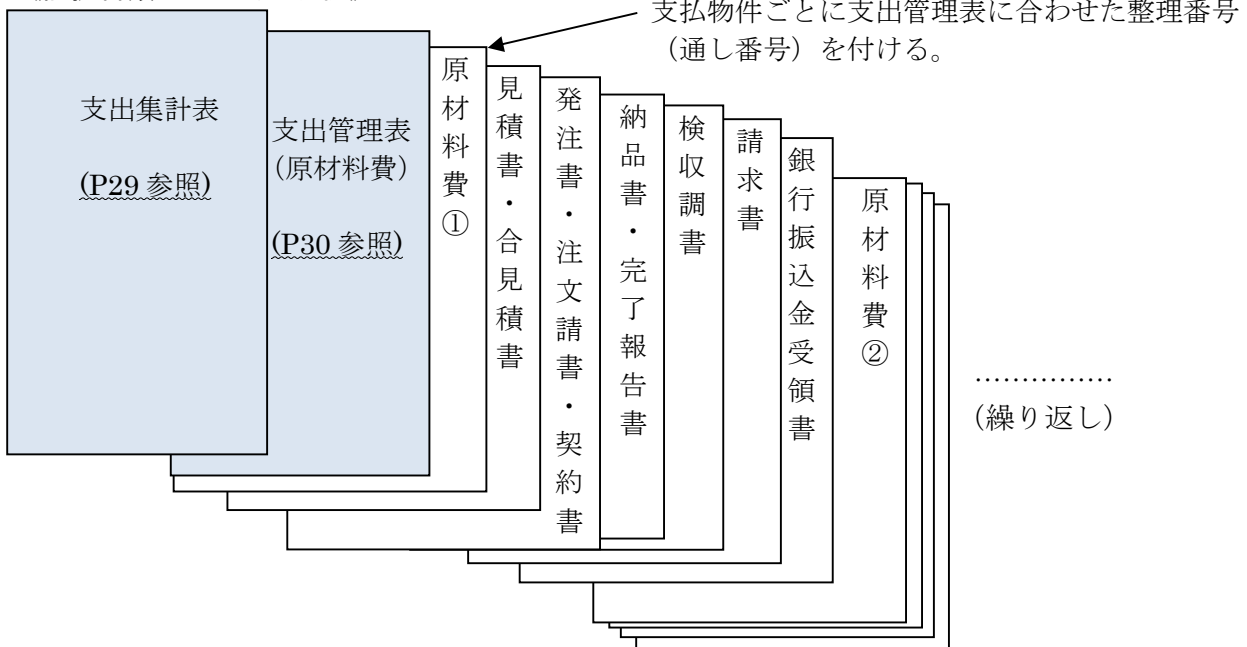 支払物件ごとに支出管理表に合わせた整理番号
（通し番号）を付ける。
支出集計表
(P29 参照)
支出管理表
（原材料費）
(P30 参照)
原材料費①
見積書・合見積書
発注書・注文請書・契約書
納品書・完了報告書
検収調書
請求書
銀行振込金受領書
原材料費②
……………
（繰り返し）